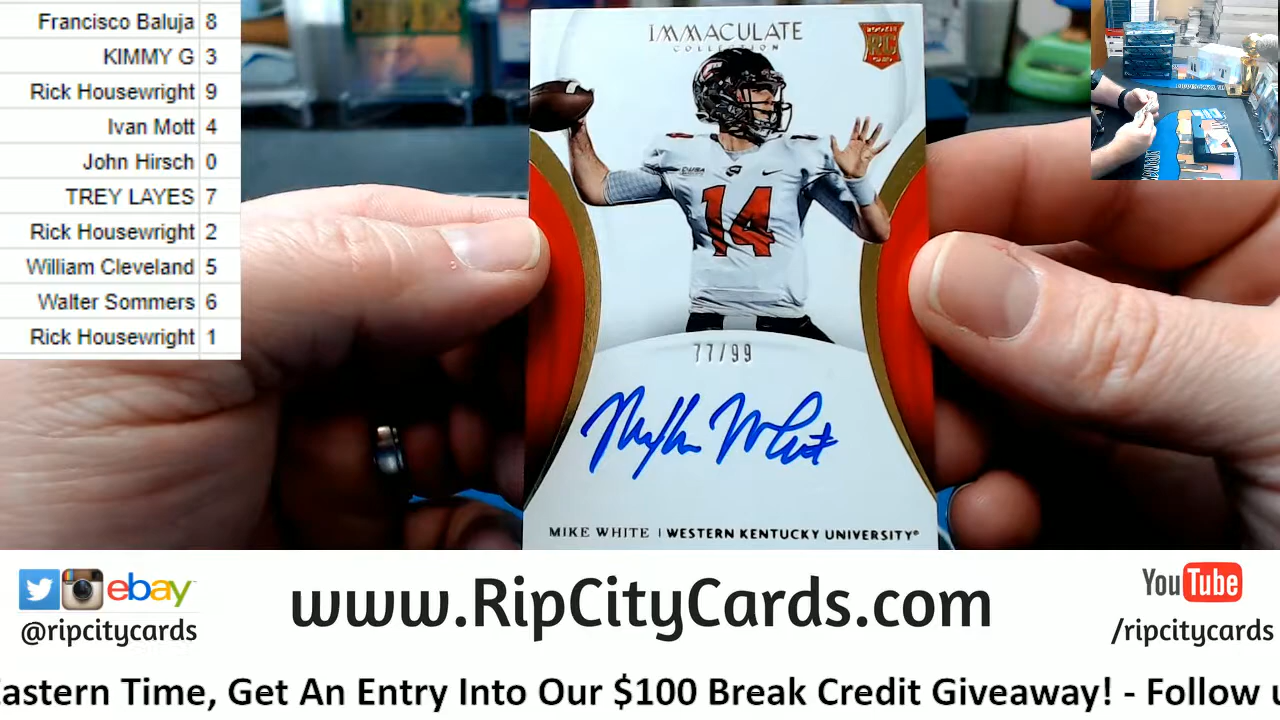 Francisco Baluja 8
KIMMY G 3
Rick Housewright 9
Ivan Mott 4
John Hirsch 0
TREY LAYES 7
Rick Housewright 2
William Cleveland 5
Walter Sommers 6
Rick Housewright 1
IMMACULATE
COLLECTION
ROOKIE
RC
14
77/99
MIKE WHITE | WESTERN KENTUCKY UNIVERSITY®
ebay
@ripcitycards
www.RipCityCards.com
YouTube
/ripcitycards
Eastern Time, Get An Entry Into Our $100 Break Credit Giveaway! - Follow u